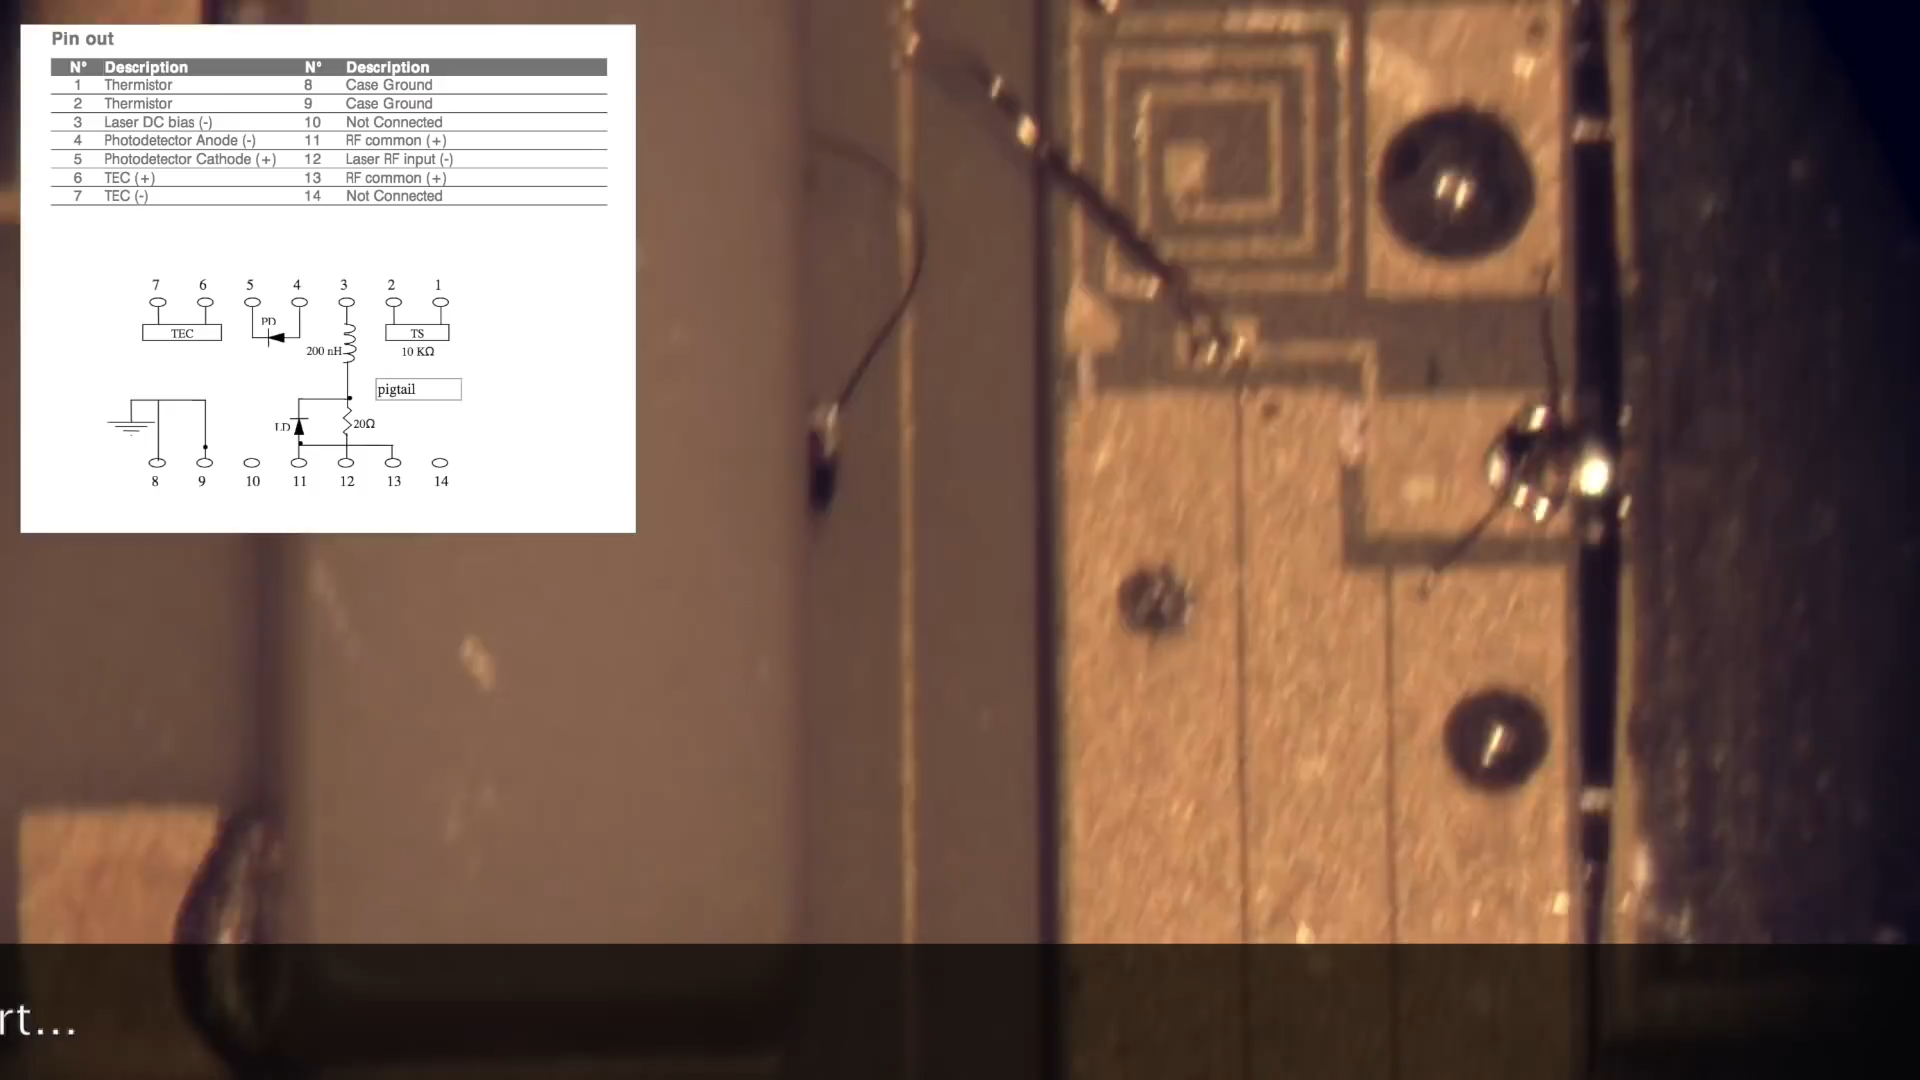 Pin out
N° Description N° Description
1 Thermistor 8 Case Ground
2 Thermistor 9 Case Ground
3 Laser DC bias (-) 10 Not Connected
4 Photodetector Anode (-) 11 RF common (+)
5 Photodetector Cathode (+) 12 Laser RF input (-)
6 TEC (+) 13 RF common (+)
7 TEC (-) 14 Not Connected
7 6 5 4 3 2 1
PD
TEC TS
200 nH 10 KΩ
pigtail
LD 20Ω
8 9 10 11 12 13 14
rt...